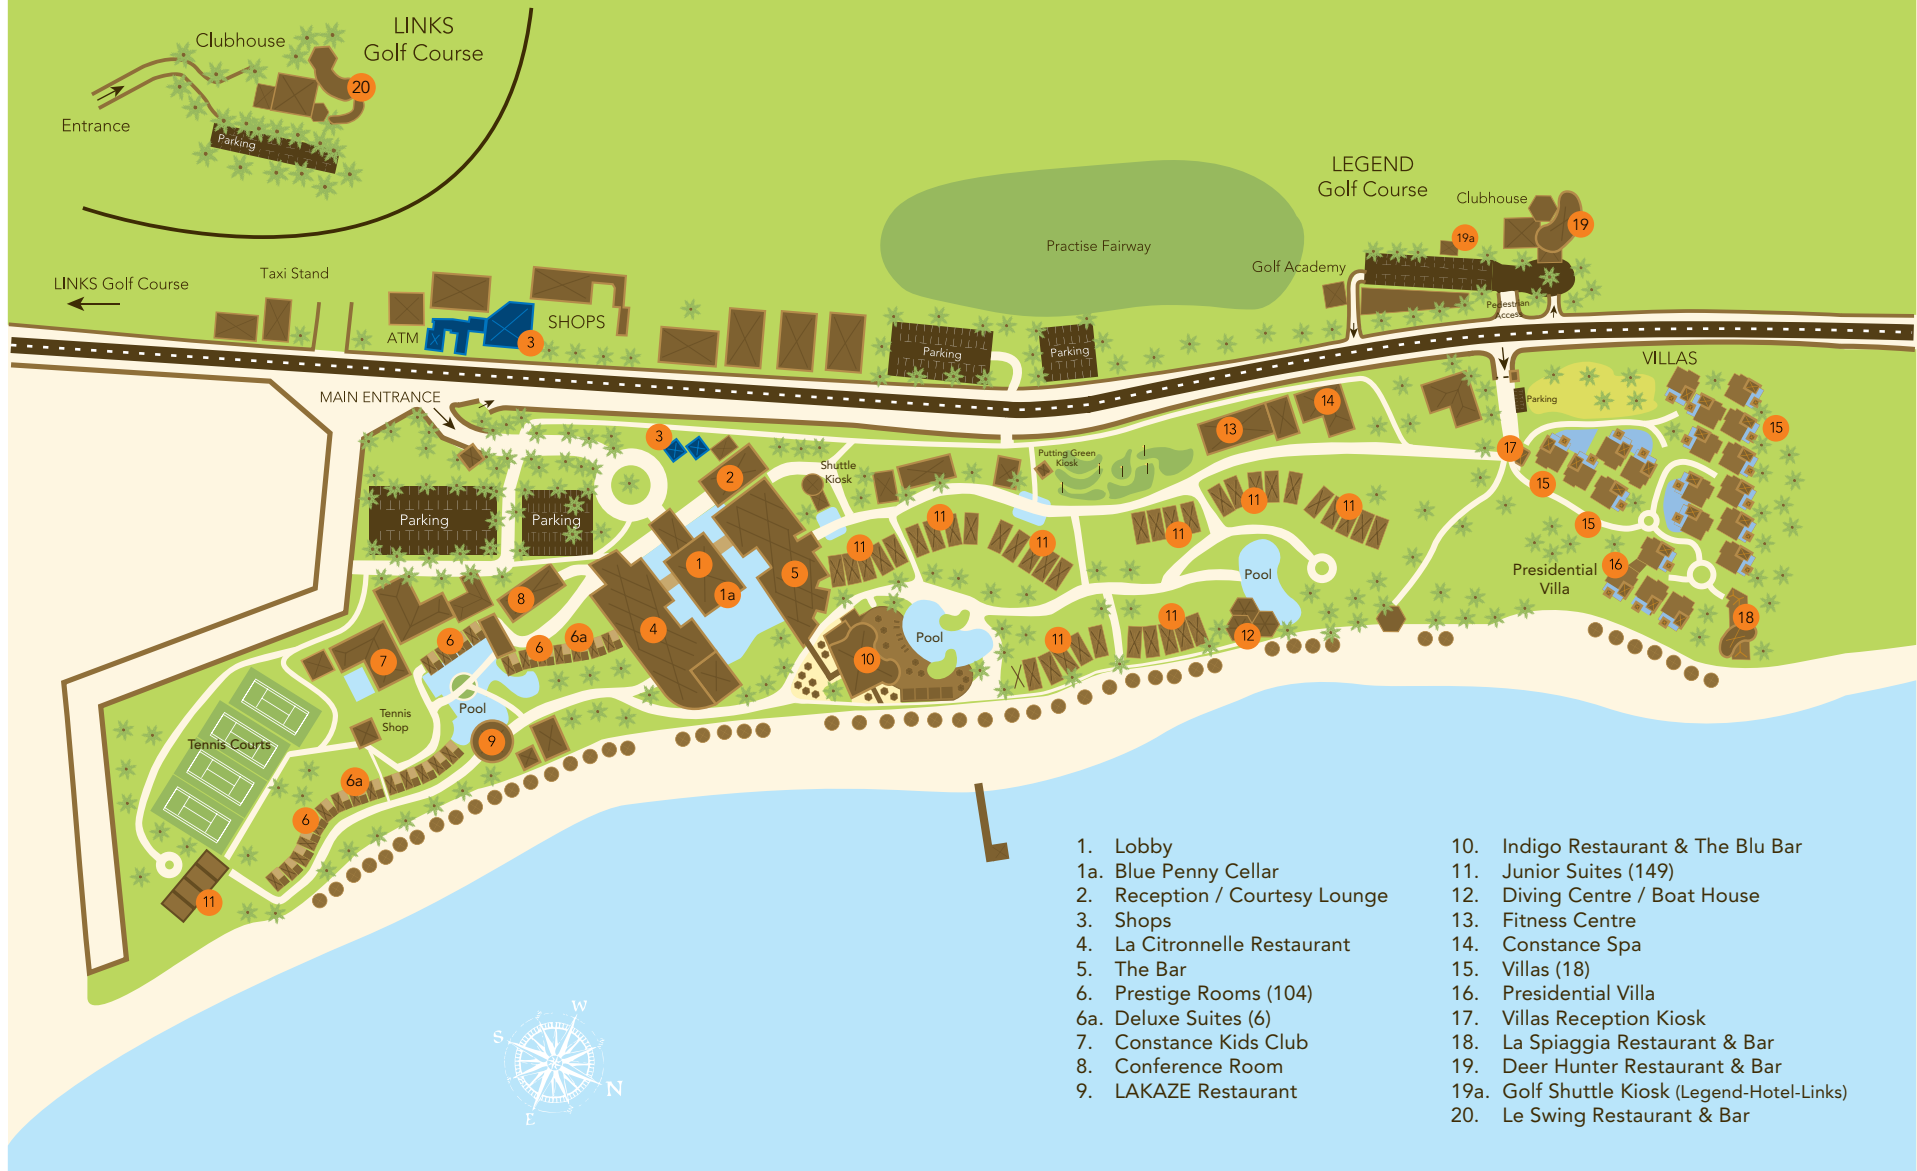 LINKS
Golf Course
Clubhouse
20
Entrance
Parking
LINKS Golf Course
Taxi Stand
ATM
SHOPS
3
Practise Fairway
LEGEND
Golf Course
Clubhouse
19
19a
Golf Academy
Pedestrian
Access
Parking
Parking
VILLAS
Parking
MAIN ENTRANCE
3
2
Shuttle
Kiosk
Putting Green
Kiosk
13
14
17
15
15
15
16
Presidential
Villa
18
Parking
Parking
1
1a
5
4
8
6
6
6a
7
11
11
11
11
11
11
11
11
Pool
12
Pool
10
Tennis
Shop
Pool
9
Tennis Courts
6a
6
11
1. Lobby
1a. Blue Penny Cellar
2. Reception / Courtesy Lounge
3. Shops
4. La Citronnelle Restaurant
5. The Bar
6. Prestige Rooms (104)
6a. Deluxe Suites (6)
7. Constance Kids Club
8. Conference Room
9. LAKAZE Restaurant
10. Indigo Restaurant & The Blu Bar
11. Junior Suites (149)
12. Diving Centre / Boat House
13. Fitness Centre
14. Constance Spa
15. Villas (18)
16. Presidential Villa
17. Villas Reception Kiosk
18. La Spiaggia Restaurant & Bar
19. Deer Hunter Restaurant & Bar
19a. Golf Shuttle Kiosk (Legend-Hotel-Links)
20. Le Swing Restaurant & Bar
W
S
N
E